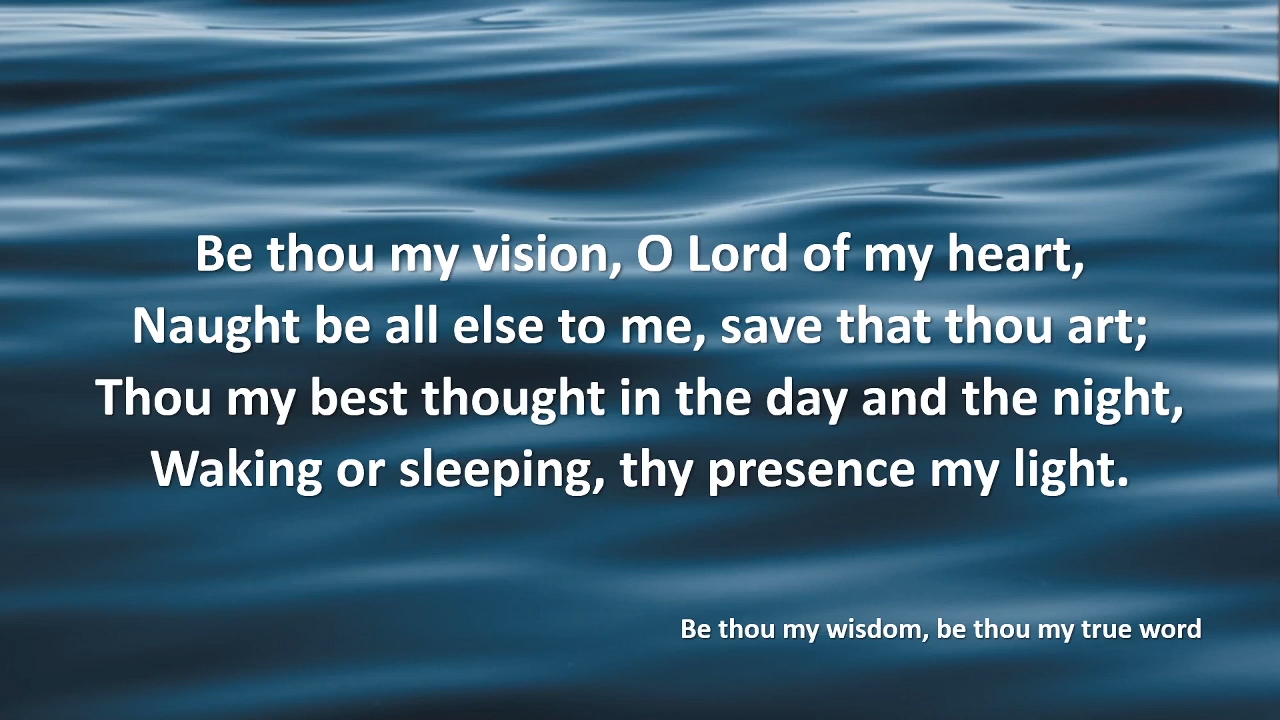 Be thou my vision, O Lord of my heart,
Naught be all else to me, save that thou art;
Thou my best thought in the day and the night,
Waking or sleeping, thy presence my light.
Be thou my wisdom, be thou my true word